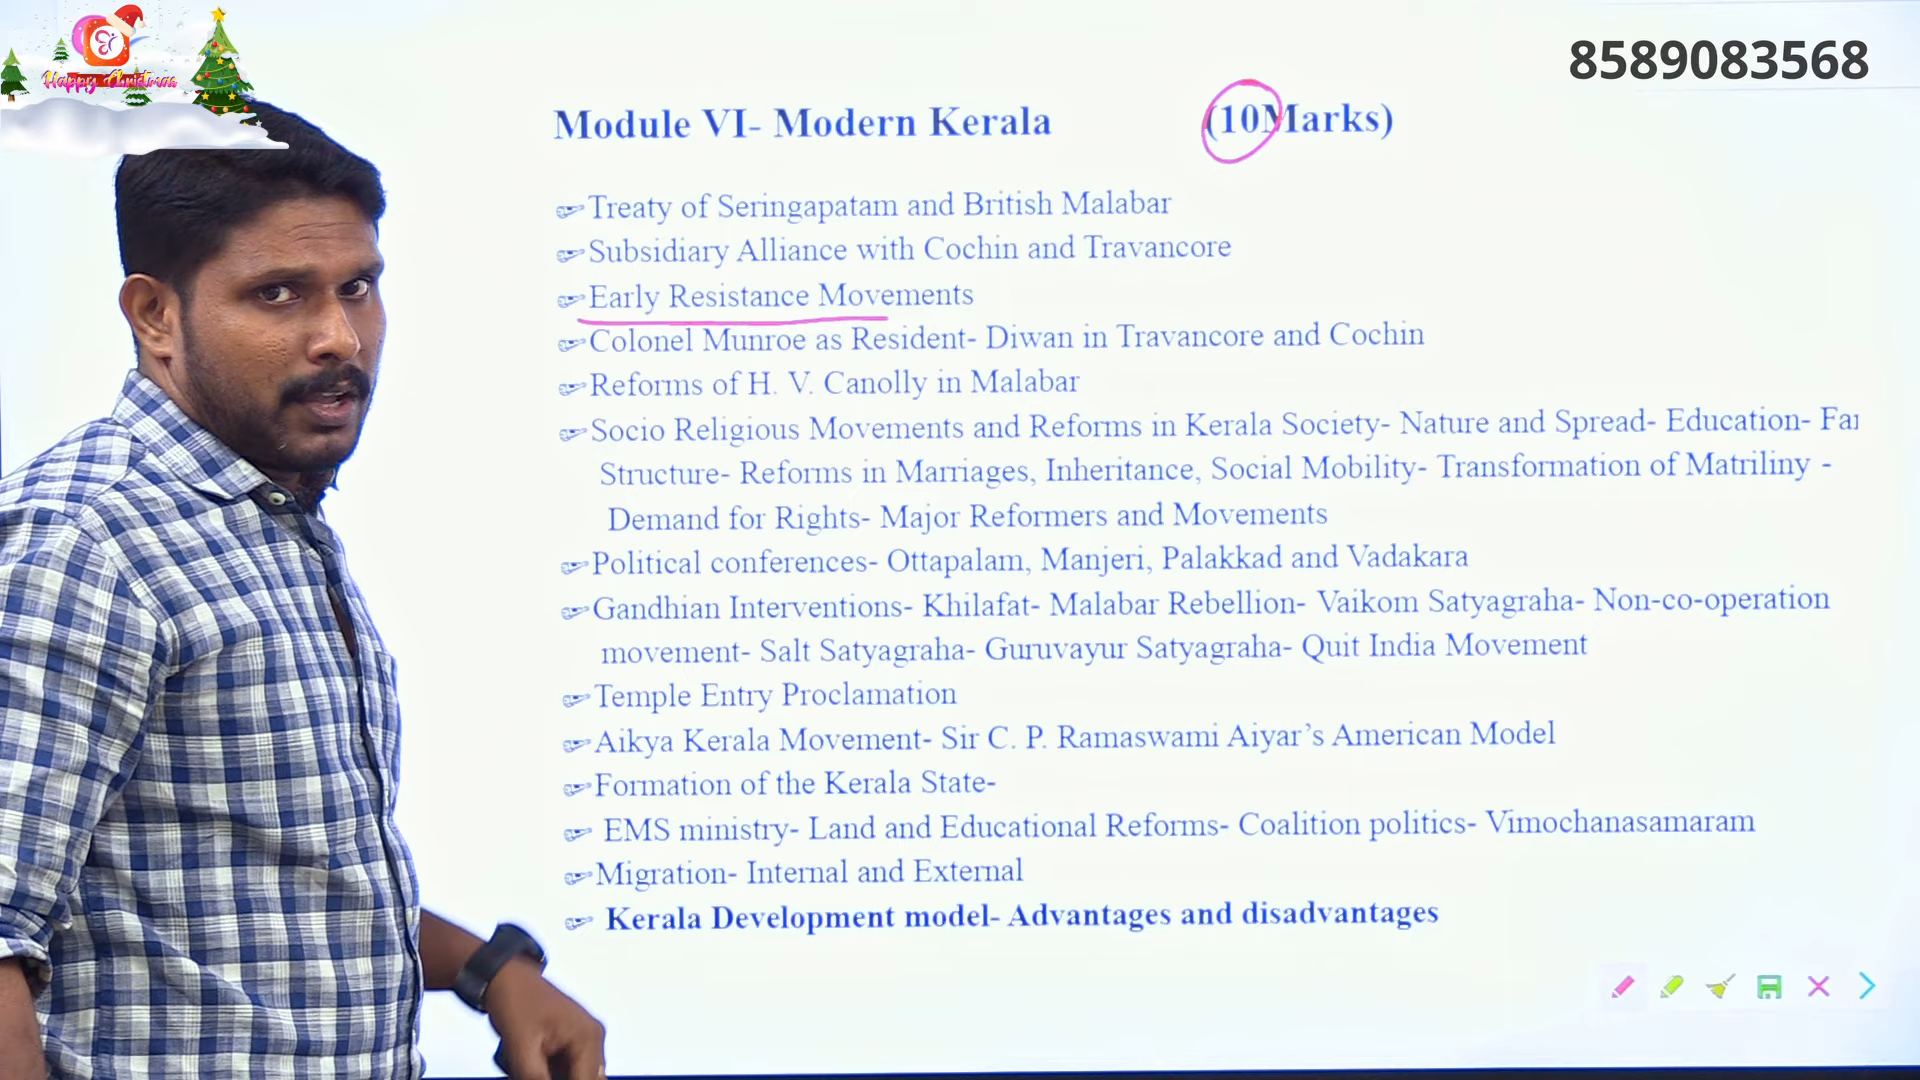 Happy Christmas
8589083568
Module VI- Modern Kerala (10Marks)
Treaty of Seringapatam and British Malabar
Subsidiary Alliance with Cochin and Travancore
Early Resistance Movements
Colonel Munroe as Resident- Diwan in Travancore and Cochin
Reforms of H. V. Canolly in Malabar
Socio Religious Movements and Reforms in Kerala Society- Nature and Spread- Education-
Structure- Reforms in Marriages, Inheritance, Social Mobility- Transformation of Matriliny -
Demand for Rights- Major Reformers and Movements
Political conferences- Ottapalam, Manjeri, Palakkad and Vadakara
Gandhian Interventions- Khilafat- Malabar Rebellion- Vaikom Satyagraha- Non-co-operation
movement- Salt Satyagraha- Guruvayur Satyagraha- Quit India Movement
Temple Entry Proclamation
Aikya Kerala Movement- Sir C. P. Ramaswami Aiyar’s American Model
Formation of the Kerala State-
EMS ministry- Land and Educational Reforms- Coalition politics- Vimochanasamaram
Migration- Internal and External
Kerala Development model- Advantages and disadvantages